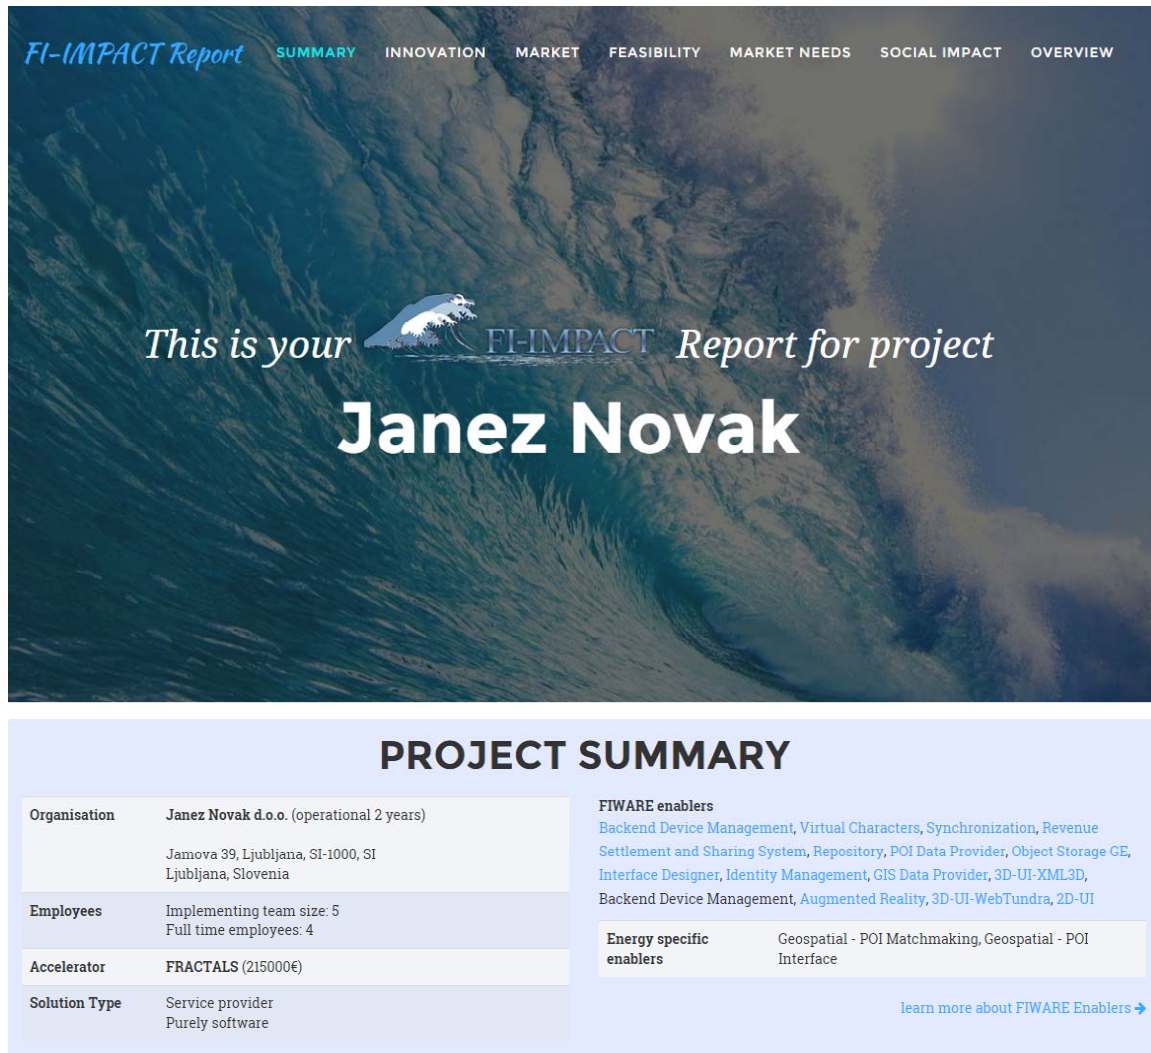 FI-IMPACT Report SUMMARY INNOVATION MARKET FEASIBILITY MARKET NEEDS SOCIAL IMPACT OVERVIEW
This is your FI-IMPACT Report for project
Janez Novak
PROJECT SUMMARY
Organisation Janez Novak d.o.o. (operational 2 years)
Jamova 39, Ljubljana, SI-1000, SI
Ljubljana, Slovenia
Employees Implementing team size: 5
Full time employees: 4
Accelerator FRACTALS (215000€)
Solution Type Service provider
Purely software
FIWARE enablers
Backend Device Management, Virtual Characters, Synchronization, Revenue
Settlement and Sharing System, Repository, POI Data Provider, Object Storage GE,
Interface Designer, Identity Management, GIS Data Provider, 3D-UI-XML3D,
Backend Device Management, Augmented Reality, 3D-UI-WebTundra, 2D-UI
Energy specific Geospatial - POI Matchmaking, Geospatial - POI
enablers Interface
learn more about FIWARE Enablers